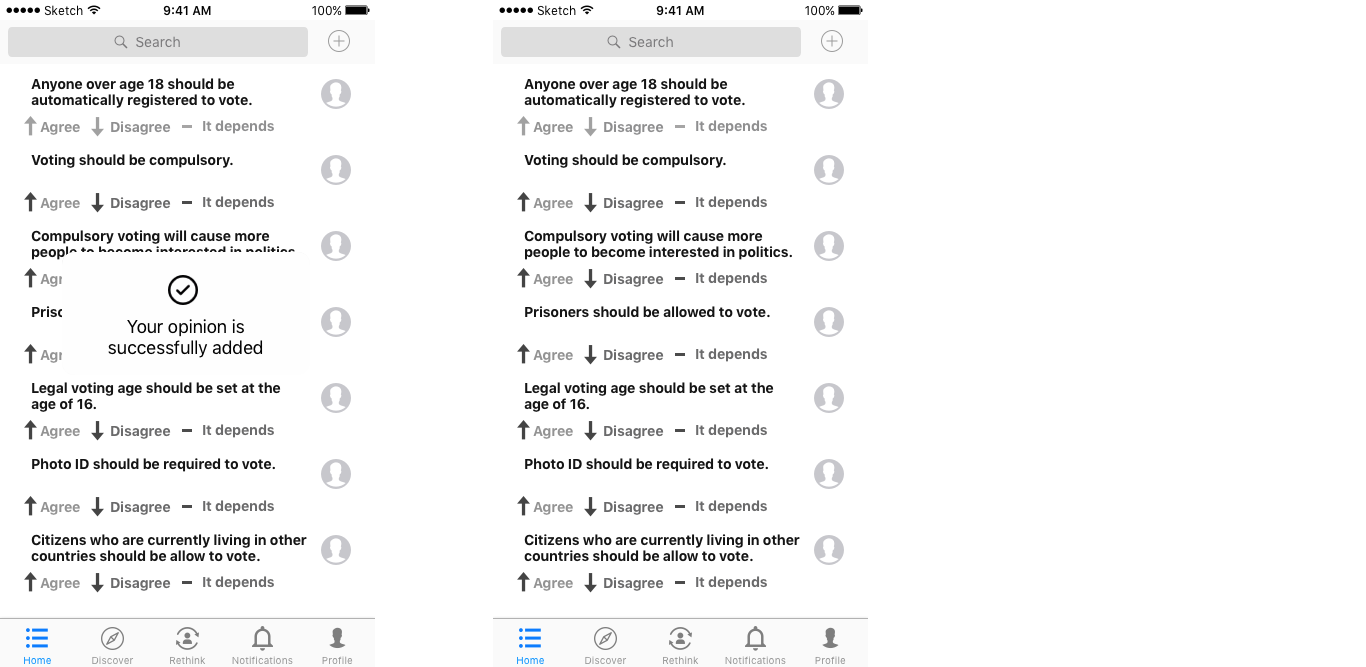 Sketch 9:41 AM 100%
Search
Anyone over age 18 should be
automatically registered to vote.
Agree Disagree It depends
Voting should be compulsory.
Agree Disagree It depends
Compulsory voting will cause more
people to become interested in politics.
Agr
Your opinion is
successfully added
Prisc
Agr
Legal voting age should be set at the
age of 16.
Agree Disagree It depends
Photo ID should be required to vote.
Agree Disagree It depends
Citizens who are currently living in other
countries should be allow to vote.
Agree Disagree It depends
Home Discover Rethink Notifications Profile
Sketch 9:41 AM 100%
Search
Anyone over age 18 should be
automatically registered to vote.
Agree Disagree It depends
Voting should be compulsory.
Agree Disagree It depends
Compulsory voting will cause more
people to become interested in politics.
Agree Disagree It depends
Prisoners should be allowed to vote.
Agree Disagree It depends
Legal voting age should be set at the
age of 16.
Agree Disagree It depends
Photo ID should be required to vote.
Agree Disagree It depends
Citizens who are currently living in other
countries should be allow to vote.
Agree Disagree It depends
Home Discover Rethink Notifications Profile